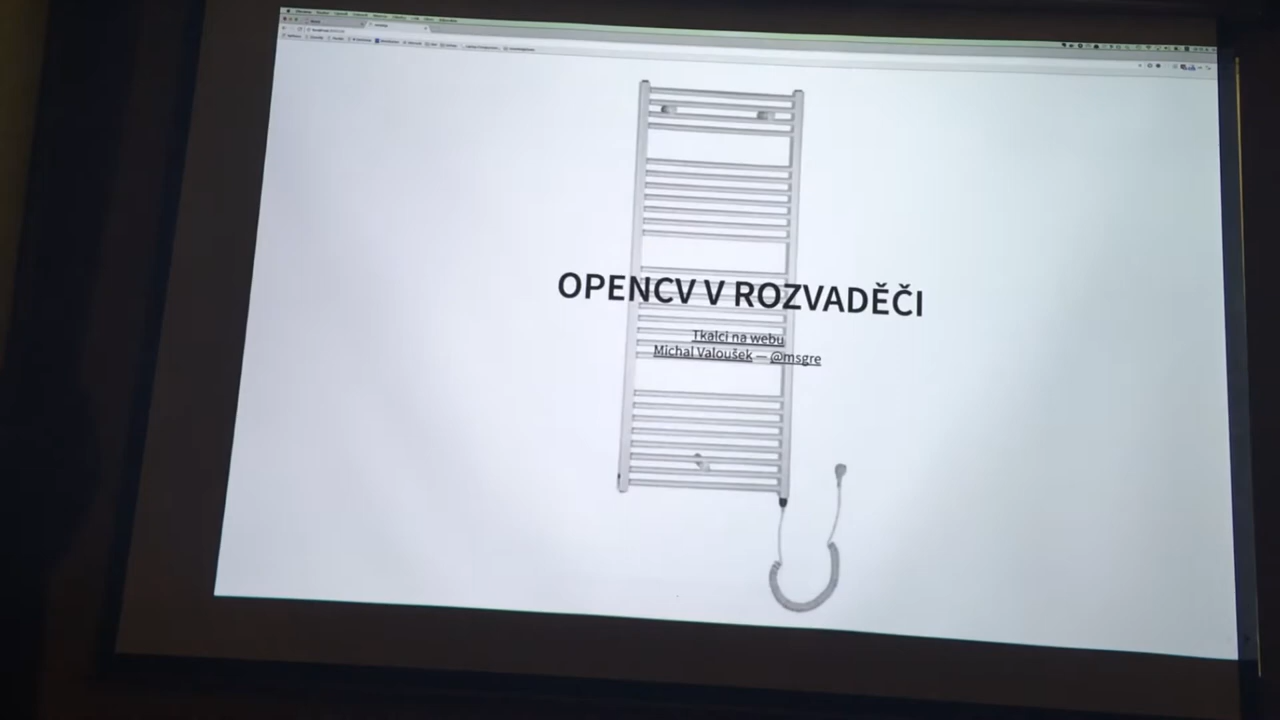 OPENCV V ROZVADĚČI
Tkalci na webu
Michal Valoušek — @msgre